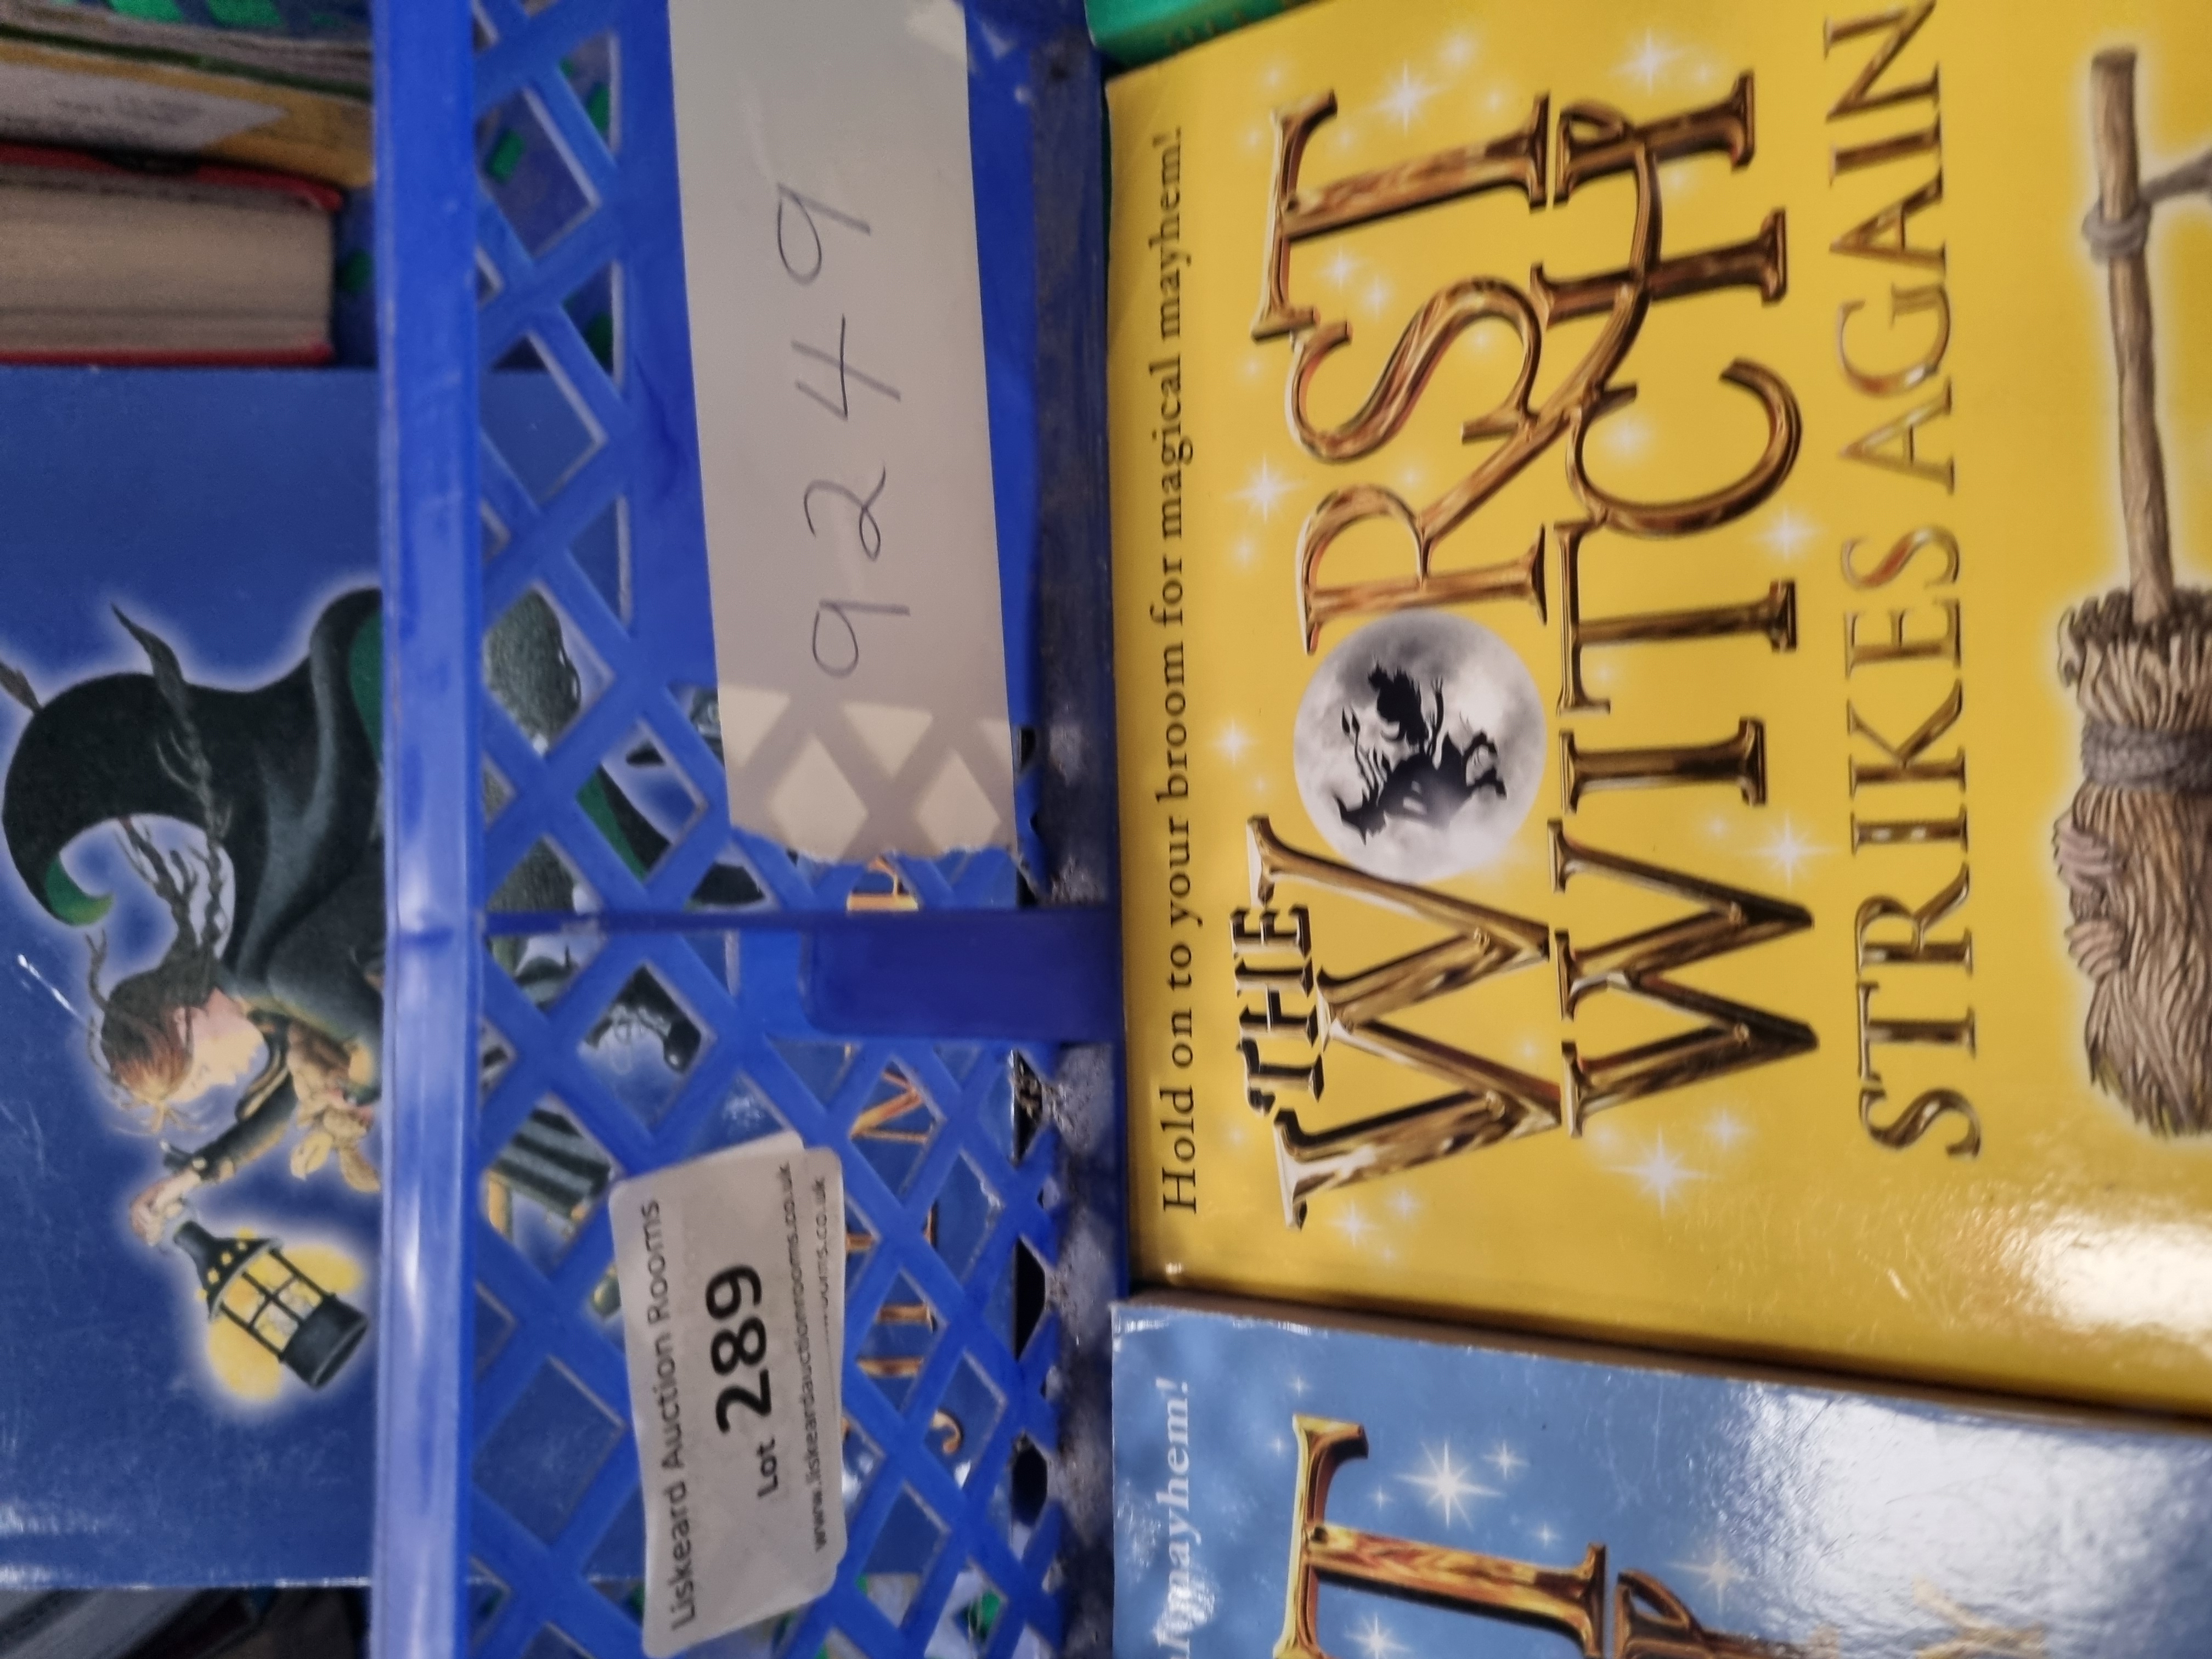 9249
Liskeard Auction Rooms
Lot 289
www.liskeardauctionrooms.co.uk
Hold on to your broom for magical mayhem!
THE
WORST
WITCH
STRIKES AGAIN
mayhem!